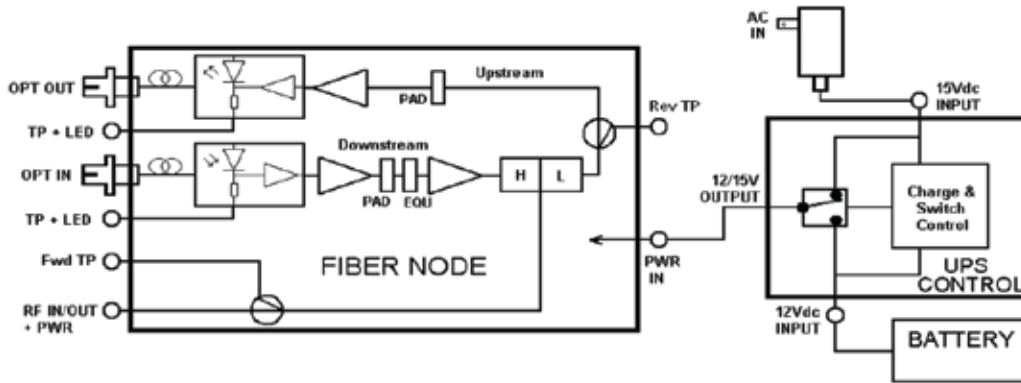 AC
IN
OPT OUT
Upstream
PAD
15Vdc
INPUT
Rev TP
TP + LED
Downstream
OPT IN
H L
12/15V
OUTPUT
Charge &
Switch
Control
PAD EQU
TP + LED
Fwd TP
FIBER NODE
PWR
IN
UPS
CONTROL
RF IN/OUT
+ PWR
12Vdc
INPUT
BATTERY